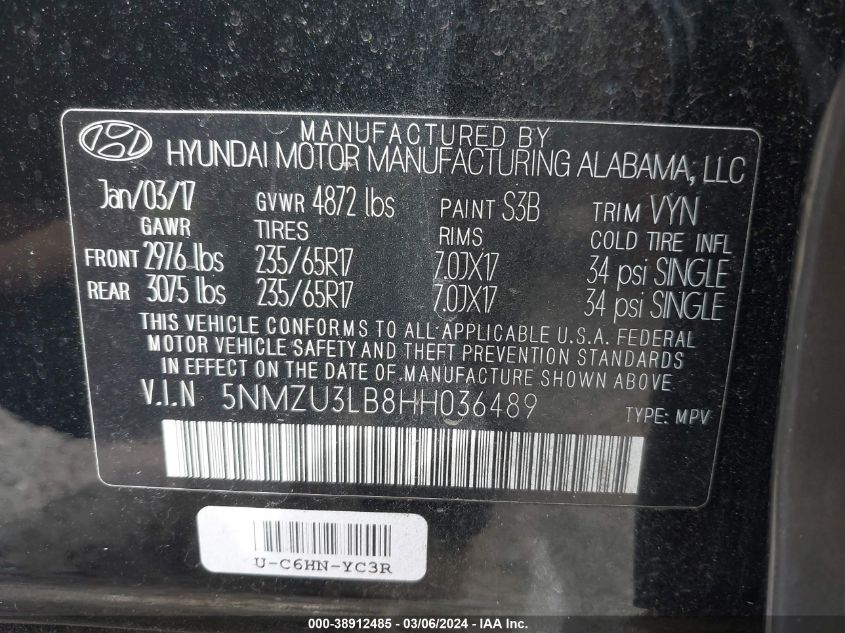 MANUFACTURED BY
HYUNDAI MOTOR MANUFACTURING ALABAMA, LLC
Jan/03/17 GVWR 4872 lbs PAINT S3B TRIM VYN
GAWR TIRES RIMS COLD TIRE INFL
FRONT 2976 lbs 235/65R17 7.0JX17 34 psi SINGLE
REAR 3075 lbs 235/65R17 7.0JX17 34 psi SINGLE
THIS VEHICLE CONFORMS TO ALL APPLICABLE U.S.A. FEDERAL
MOTOR VEHICLE SAFETY AND THEFT PREVENTION STANDARDS
IN EFFECT ON THE DATE OF MANUFACTURE SHOWN ABOVE.
V.I.N 5NMZU3LB8HH036489 TYPE: MPV
U-C6HN-YC3R
000-38912485 - 03/06/2024 - IAA Inc.